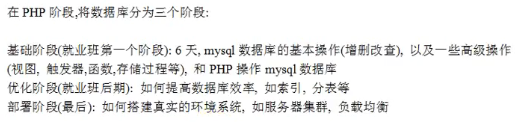 在 PHP 阶段,将数据库分为三个阶段:
基础阶段(就业班第一个阶段): 6 天, mysql 数据库的基本操作(增删改查), 以及一些高级操作
(视图, 触发器,函数,存储过程等), 和 PHP 操作 mysql 数据库
优化阶段(就业班后期): 如何提高数据库效率, 如索引, 分表等
部署阶段(最后): 如何搭建真实的环境系统, 如服务器集群, 负载均衡